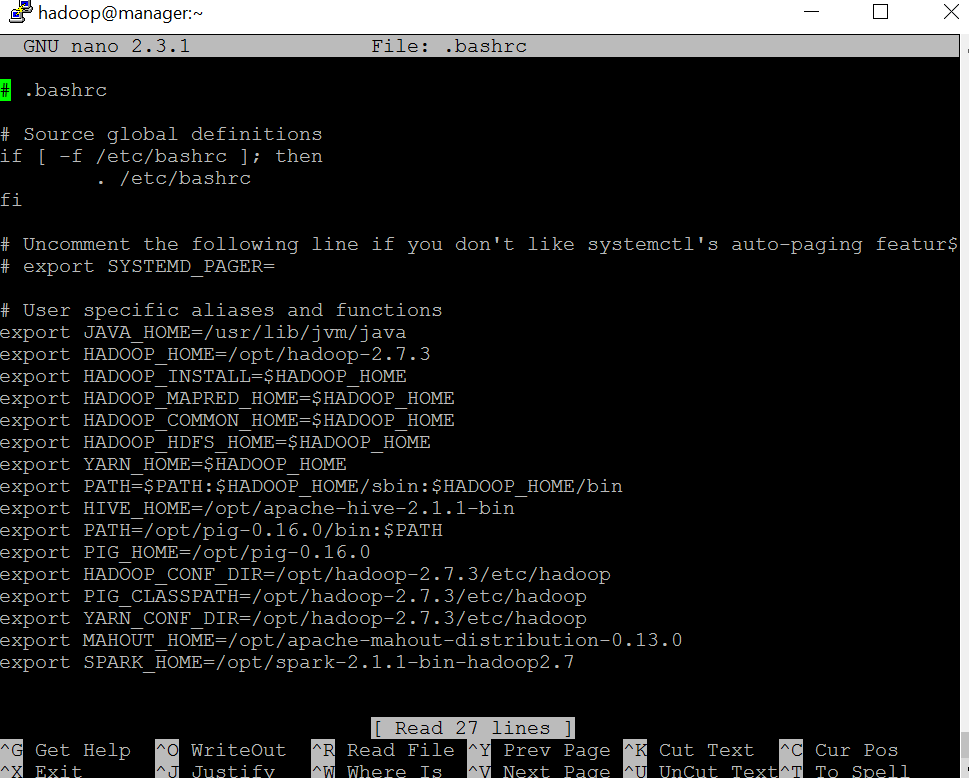 hadoop@manager:~
GNU nano 2.3.1 File: .bashrc
# .bashrc
# Source global definitions
if [ -f /etc/bashrc ]; then
. /etc/bashrc
fi
# Uncomment the following line if you don't like systemctl's auto-paging featur$
# export SYSTEMD_PAGER=
# User specific aliases and functions
export JAVA_HOME=/usr/lib/jvm/java
export HADOOP_HOME=/opt/hadoop-2.7.3
export HADOOP_INSTALL=$HADOOP_HOME
export HADOOP_MAPRED_HOME=$HADOOP_HOME
export HADOOP_COMMON_HOME=$HADOOP_HOME
export HADOOP_HDFS_HOME=$HADOOP_HOME
export YARN_HOME=$HADOOP_HOME
export PATH=$PATH:$HADOOP_HOME/sbin:$HADOOP_HOME/bin
export HIVE_HOME=/opt/apache-hive-2.1.1-bin
export PATH=/opt/pig-0.16.0/bin:$PATH
export PIG_HOME=/opt/pig-0.16.0
export HADOOP_CONF_DIR=/opt/hadoop-2.7.3/etc/hadoop
export PIG_CLASSPATH=/opt/hadoop-2.7.3/etc/hadoop
export YARN_CONF_DIR=/opt/hadoop-2.7.3/etc/hadoop
export MAHOUT_HOME=/opt/apache-mahout-distribution-0.13.0
export SPARK_HOME=/opt/spark-2.1.1-bin-hadoop2.7
[ Read 27 lines ]
^G Get Help ^O WriteOut ^R Read File ^Y Prev Page ^K Cut Text ^C Cur Pos
^X Exit ^J Justify ^W Where Is ^V Next Page ^U UnCut Text^T To Spell